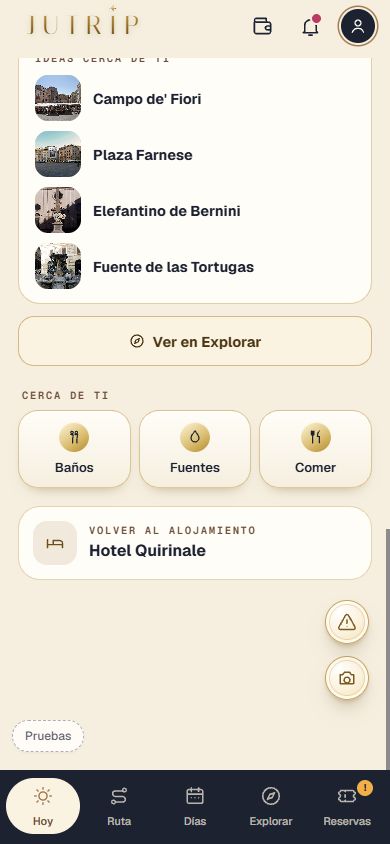 JUTRIP
IDEAS CERCA DE TI
Campo de' Fiori
Plaza Farnese
Elefantino de Bernini
Fuente de las Tortugas
Ver en Explorar
CERCA DE TI
Baños
Fuentes
Comer
VOLVER AL ALOJAMIENTO
Hotel Quirinale
Pruebas
!
Hoy
Ruta
Días
Explorar
Reservas